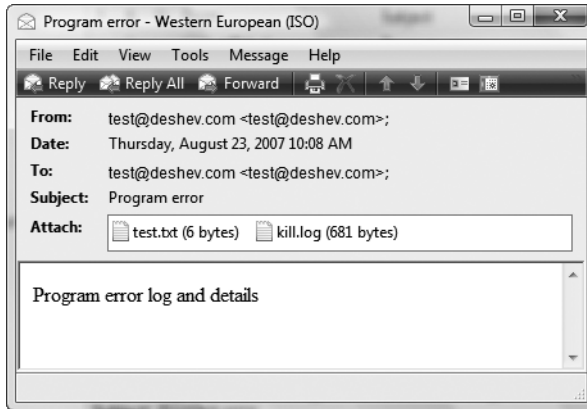 Program error - Western European (ISO)
File Edit View Tools Message Help
Reply Reply All Forward
From: test@deshev.com <test@deshev.com>;
Date: Thursday, August 23, 2007 10:08 AM
To: test@deshev.com <test@deshev.com>;
Subject: Program error
Attach: test.txt (6 bytes) kill.log (681 bytes)
Program error log and details